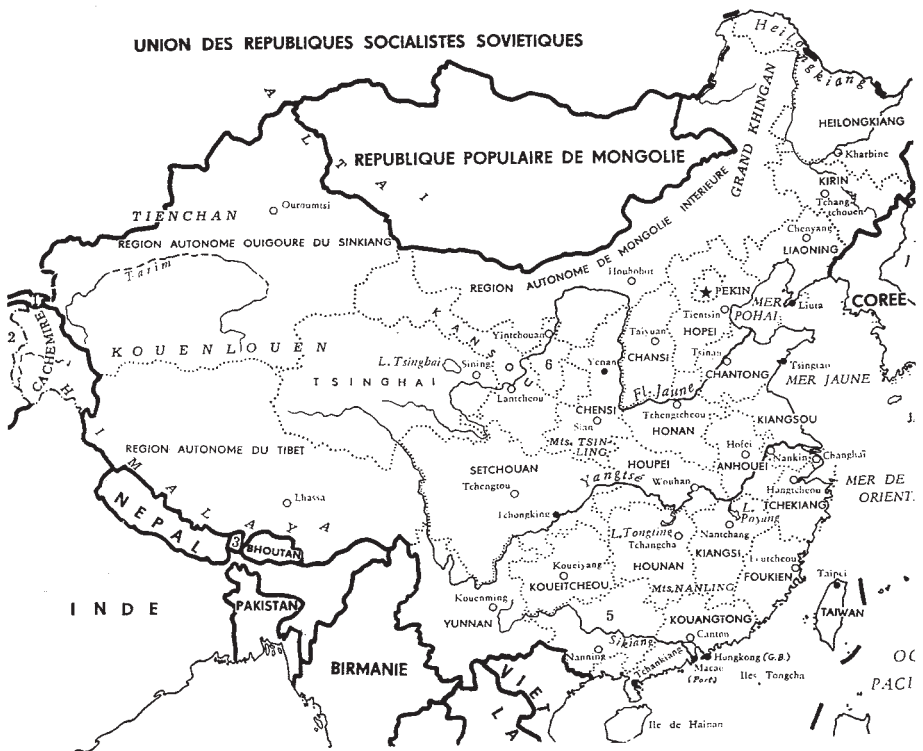 UNION DES REPUBLIQUES SOCIALISTES SOVIETIQUES
Heilongkiang
ALTAI
GRAND KHINGAN
HEILONGKIANG
REPUBLIQUE POPULAIRE DE MONGOLIE
Kharbine
KIRIN
Tchang
tchouen
TIENCHAN
Ouroumtsi
Chenyang
LIAONING
REGION AUTONOME OUIGOURE DU SINKIANG
REGION AUTONOME DE MONGOLIE INTERIEURE
Houhohot
Tarim
PEKIN
MER
POHAI
Liuta
COREE
1
2
CACHEMIRE
KANSOU
Tientsin
HOPEI
Yintchouan
Taiyuan
CHANSI
KOUENLOUEN
L. Tsinghai
Sining
TSINGHAI
6
Yenan
Tsinan
CHANTONG
Tsingtao
MER JAUNE
Lantcheou
Fl. Jaune
CHENSI
Sian
Tchengtcheou
HONAN
KIANGSOU
Mts. TSIN-
LING
REGION AUTONOME DU TIBET
HIMALAYA
SETCHOUAN
Tchengtou
HOUPEI
Hofei
ANHOUEI
Nankin
Changhai
Yangtse
Wouhan
Hangtcheou
TCHEKIANG
MER DE
ORIENT.
Lhassa
Tchongking
L. Tongting
Tchangcha
L.
Poyang
Nantchang
KIANGSI
NEPAL
3
BHOUTAN
Koueiyang
KOUEITCHEOU
HOUNAN
Foutcheou
FOUKIEN
Taipei
Mts. NANLING
INDE
PAKISTAN
Kouenming
YUNNAN
5
KOUANGTONG
TAIWAN
Canton
Sikiang
Nanning
Tchankiang
Hongkong (G.B.)
Macao
(Port.)
Iles Tongcha
BIRMANIE
VIET
LA
OC
PACI
Ile de Hainan